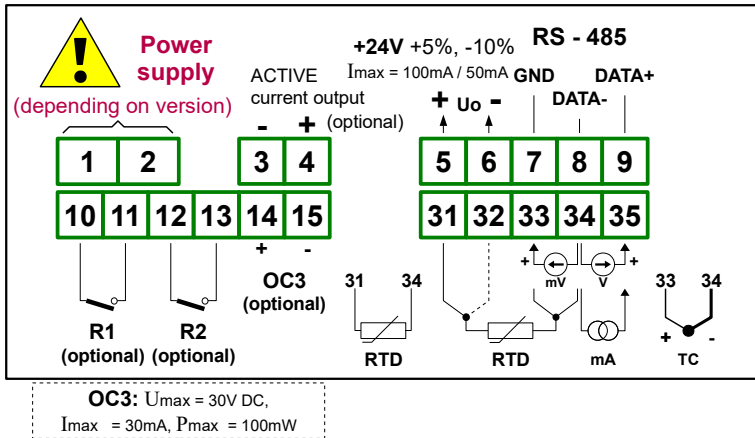 Power
supply
(depending on version)
ACTIVE
current output
(optional)
- +
+24V +5%, -10%
Imax = 100mA / 50mA
+ Uo -
RS - 485
GND DATA+
DATA-
1 2 3 4 5 6 7 8 9
10 11 12 13 14 15 31 32 33 34 35
+ -
OC3
(optional)
R1
(optional)
R2
(optional)
31 34
RTD
RTD
+ mV V +
mA
33 34
+ -
TC
OC3: Umax = 30V DC,
Imax = 30mA, Pmax = 100mW